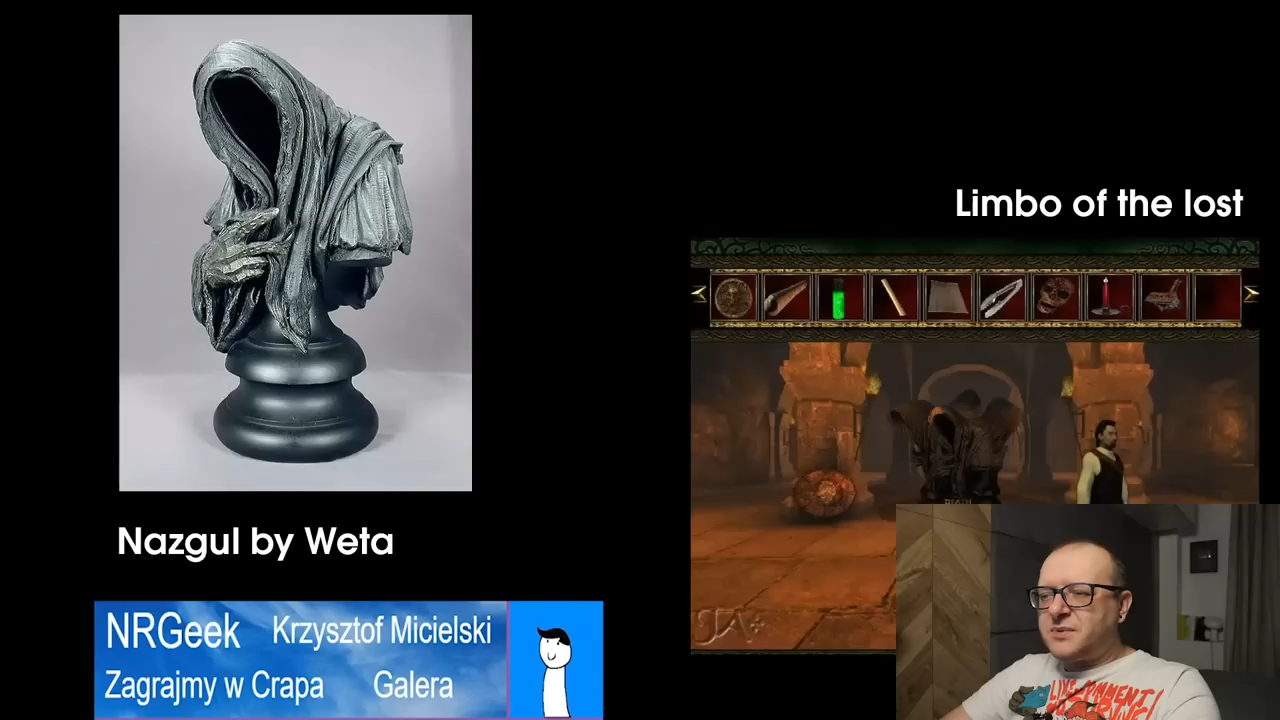 Limbo of the lost
Nazgul by Weta
NRGeek Krzysztof Micielski
Zagrajmy w Crapa Galera